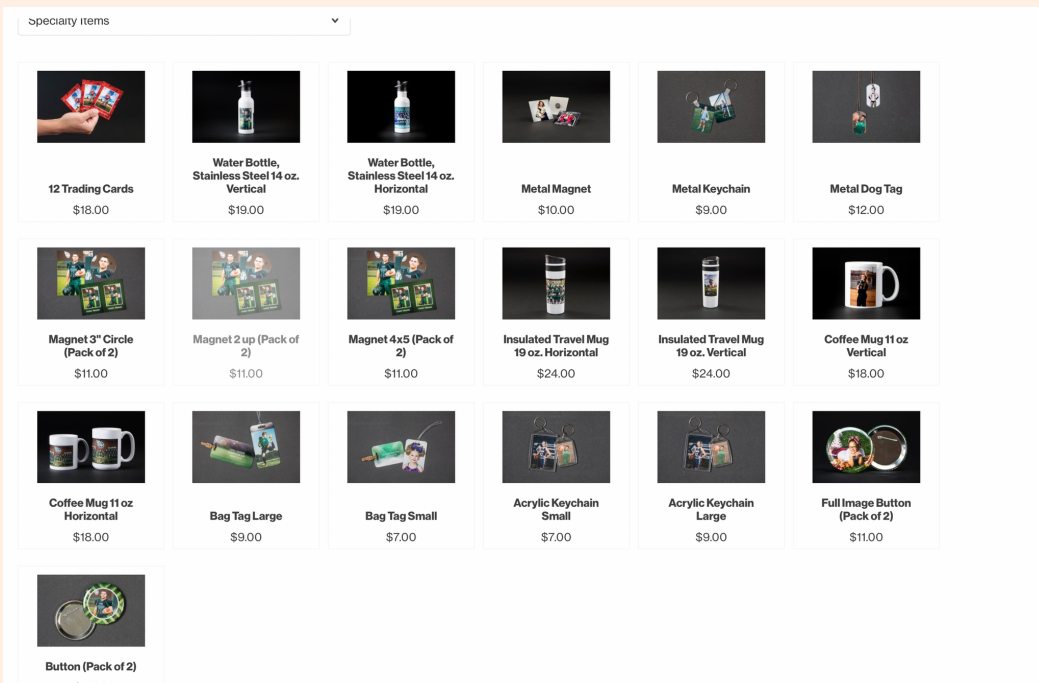 Specialty Items
12 Trading Cards
$18.00
Water Bottle,
Stainless Steel 14 oz.
Vertical
$19.00
Water Bottle,
Stainless Steel 14 oz.
Horizontal
$19.00
Metal Magnet
$10.00
Metal Keychain
$9.00
Metal Dog Tag
$12.00
Magnet 3" Circle
(Pack of 2)
$11.00
Magnet 2 up (Pack of
2)
$11.00
Magnet 4x5 (Pack of
2)
$11.00
Insulated Travel Mug
19 oz. Horizontal
$24.00
Insulated Travel Mug
19 oz. Vertical
$24.00
Coffee Mug 11 oz
Vertical
$18.00
Coffee Mug 11 oz
Horizontal
$18.00
Bag Tag Large
$9.00
Bag Tag Small
$7.00
Acrylic Keychain
Small
$7.00
Acrylic Keychain
Large
$9.00
Full Image Button
(Pack of 2)
$11.00
Button (Pack of 2)